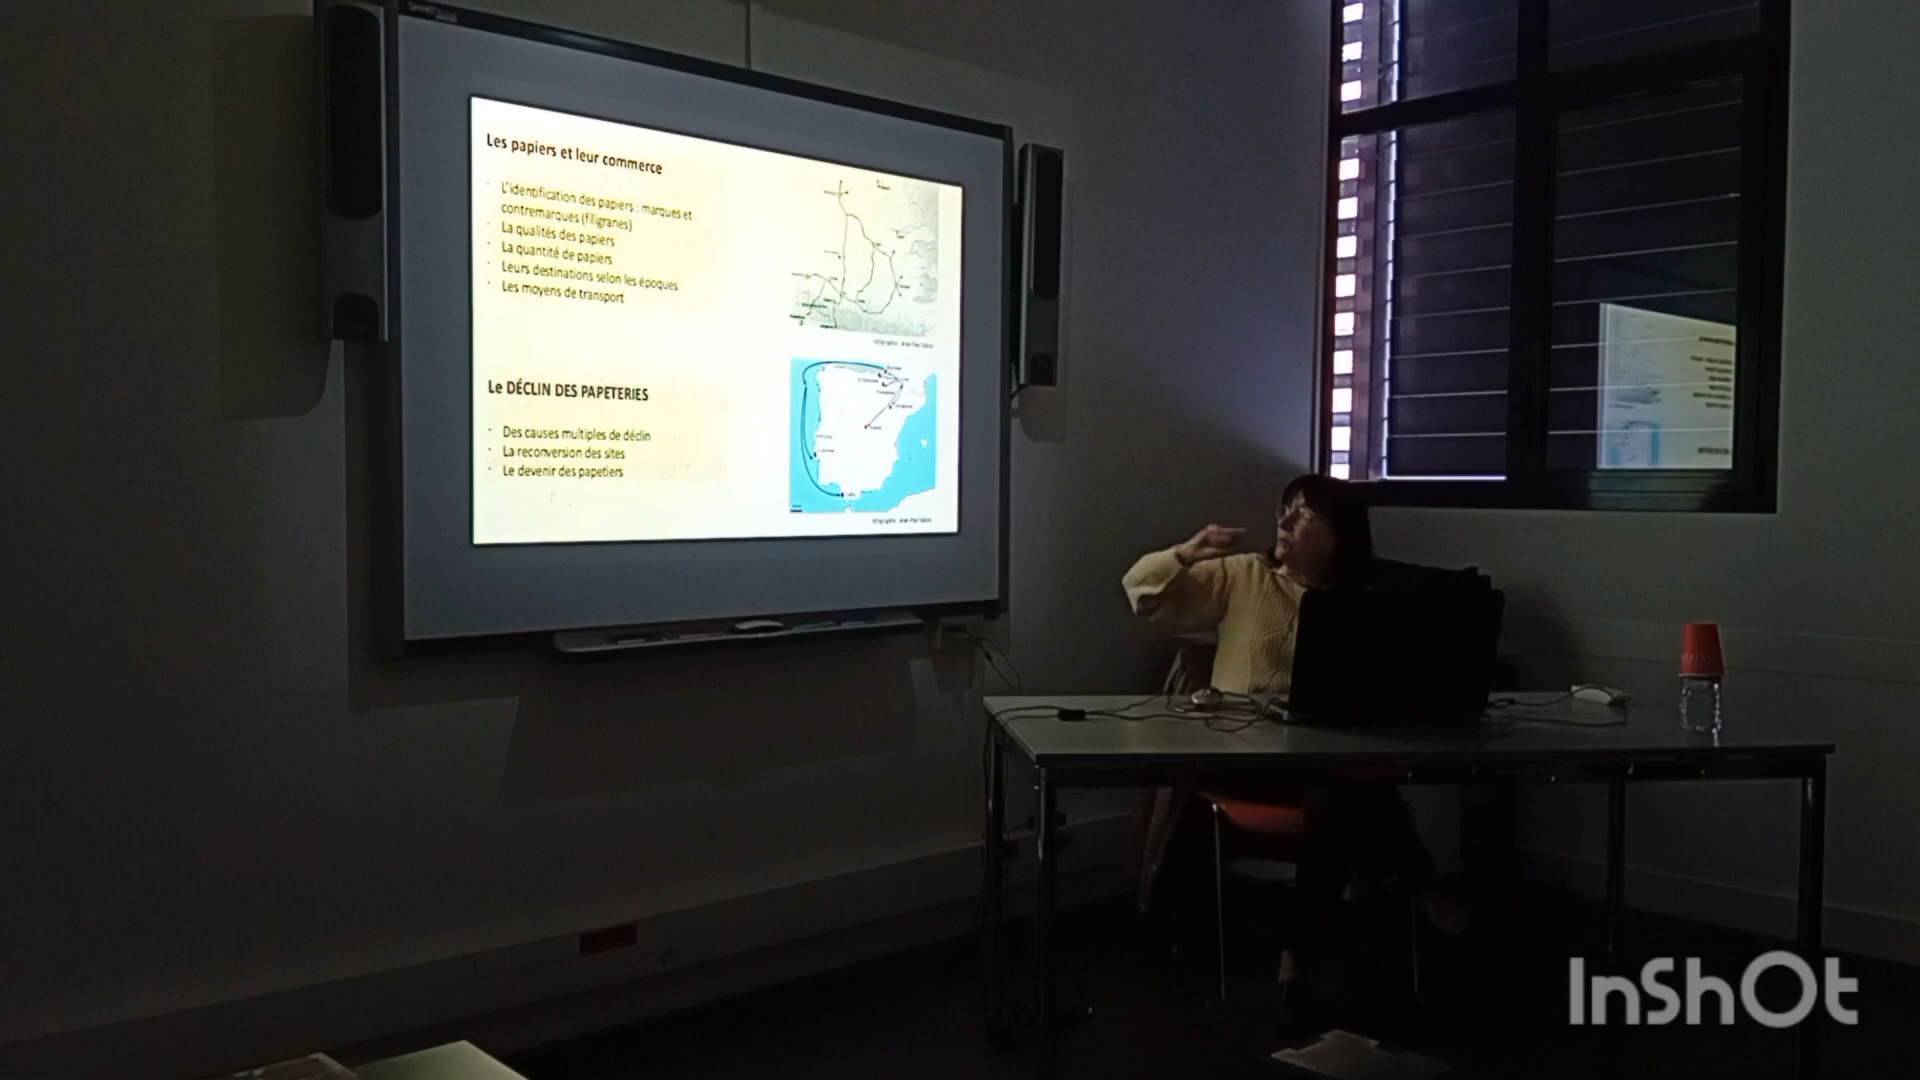 SMART
Les papiers et leur commerce
- L'identification des papiers : marques et
contremarques (filigranes)
- La qualités des papiers
- La quantité de papiers
- Leurs destinations selon les époques
- Les moyens de transport
Le DÉCLIN DES PAPETERIES
- Des causes multiples de déclin
- La reconversion des sites
- Le devenir des papetiers
InShOt